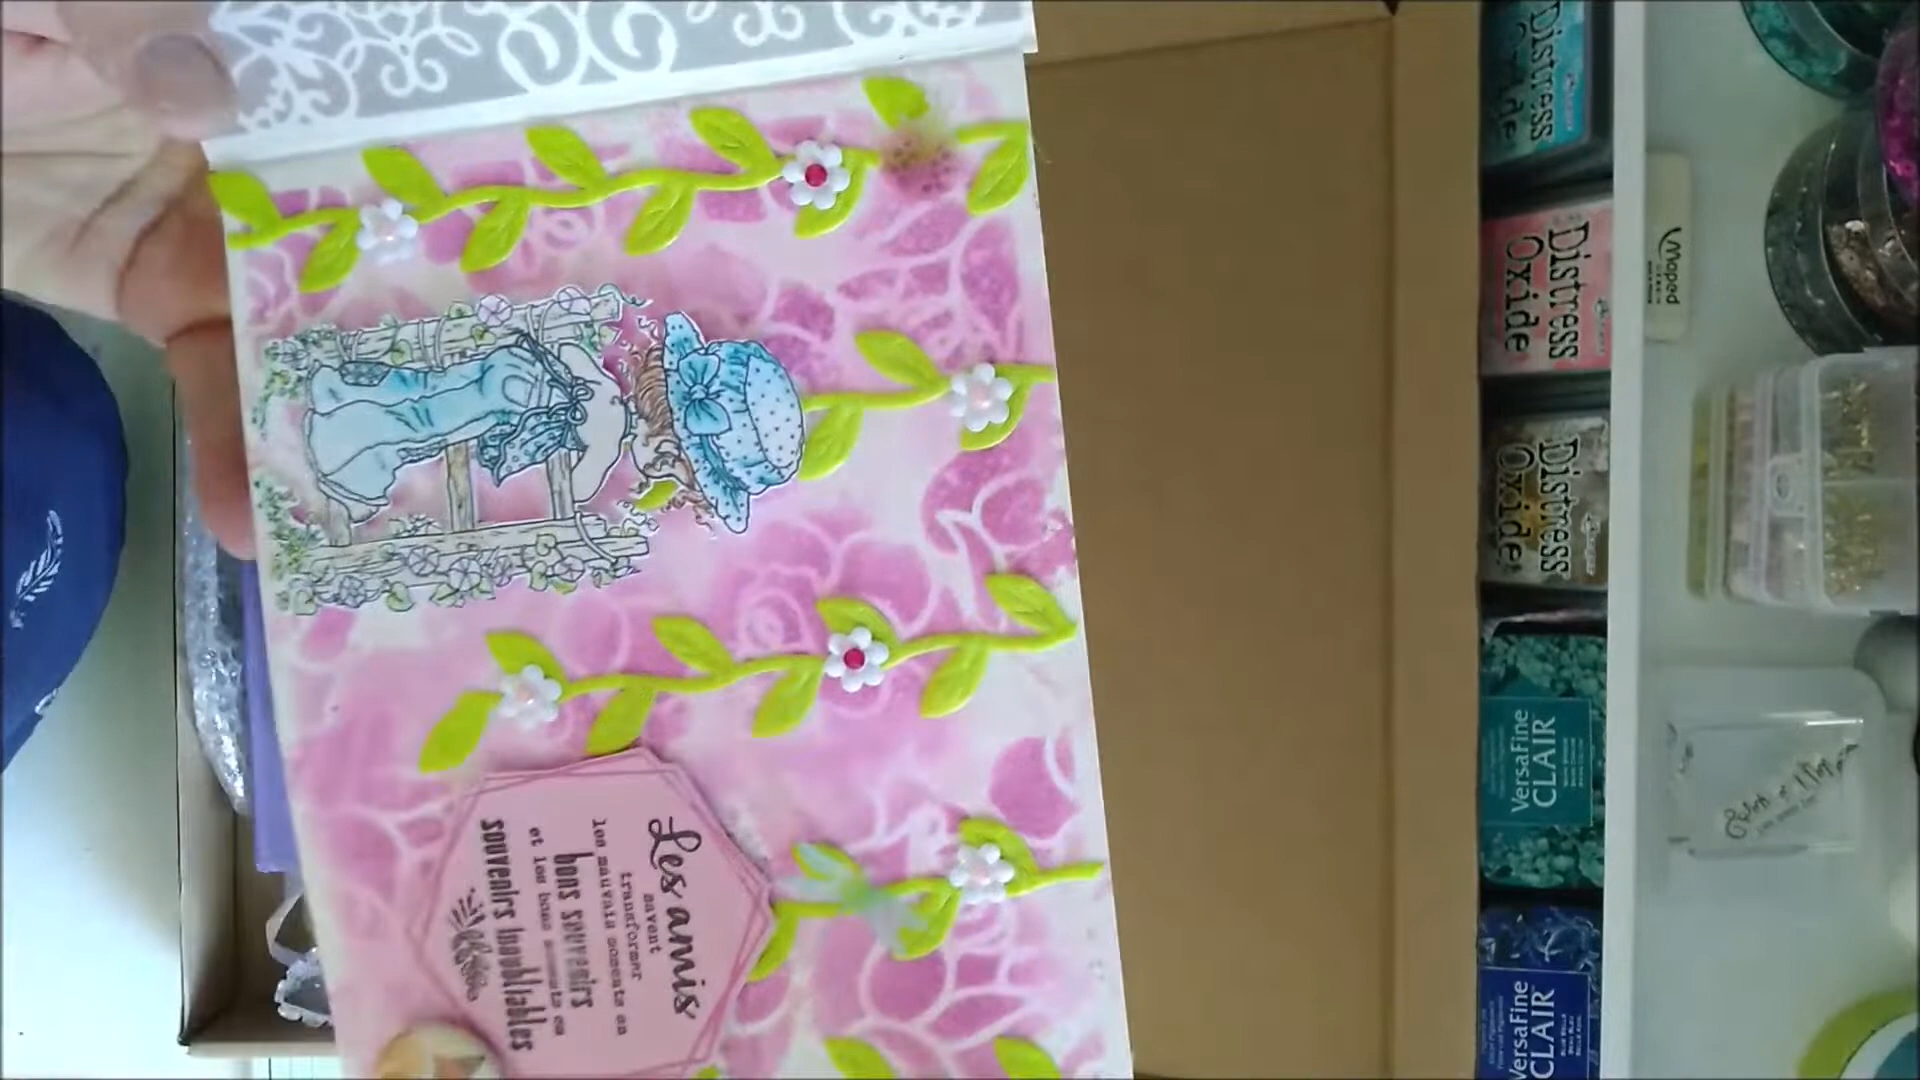 Les amis
savent
transformer
les mauvais moments en
bons souvenirs
et les bons moments en
souvenirs inoubliables
Distress
Oxide
Distress
Oxide
Distress
Oxide
VersaFine
CLAIR
VersaFine
CLAIR
Maped